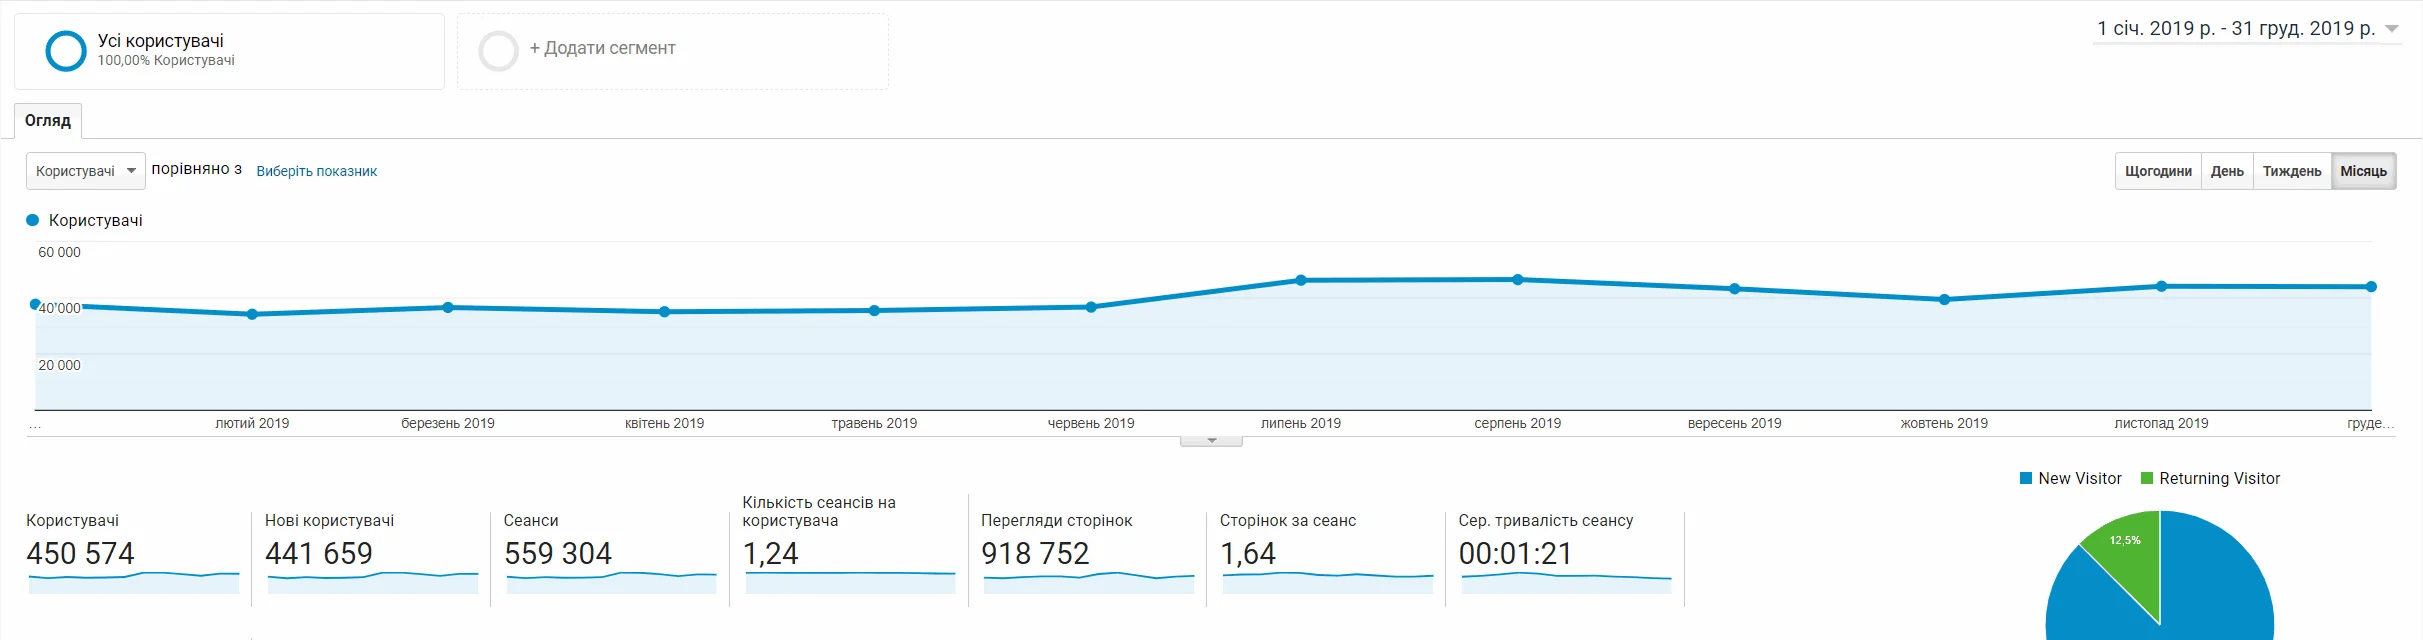 Усі користувачі
100,00% Користувачі
+ Додати сегмент
1 січ. 2019 р. - 31 груд. 2019 р.
Огляд
Користувачі
порівняно з
Виберіть показник
Щогодини
День
Тиждень
Місяць
Користувачі
60 000
40 000
20 000
...
лютий 2019
березень 2019
квітень 2019
травень 2019
червень 2019
липень 2019
серпень 2019
вересень 2019
жовтень 2019
листопад 2019
груде...
New Visitor
Returning Visitor
Користувачі
450 574
Нові користувачі
441 659
Сеанси
559 304
Кількість сеансів на
користувача
1,24
Перегляди сторінок
918 752
Сторінок за сеанс
1,64
Сер. тривалість сеансу
00:01:21
12,5%